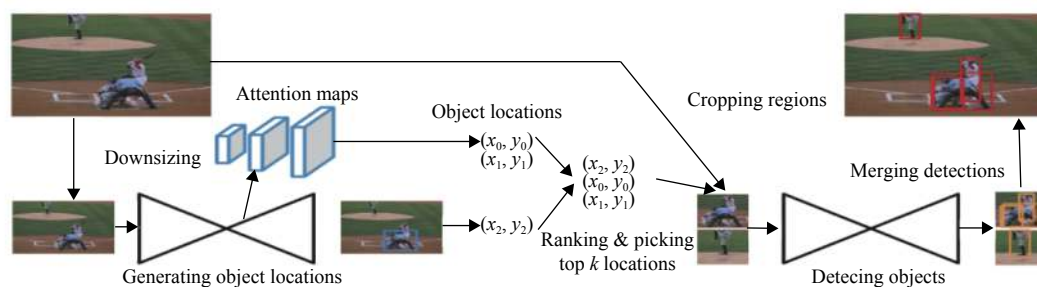 Attention maps
Object locations
Cropping regions
(x0, y0)
(x1, y1)
Downsizing
(x2, y2)
(x0, y0)
(x1, y1)
Merging detections
(x2, y2)
Ranking & picking
top k locations
Generating object locations
Detecing objects